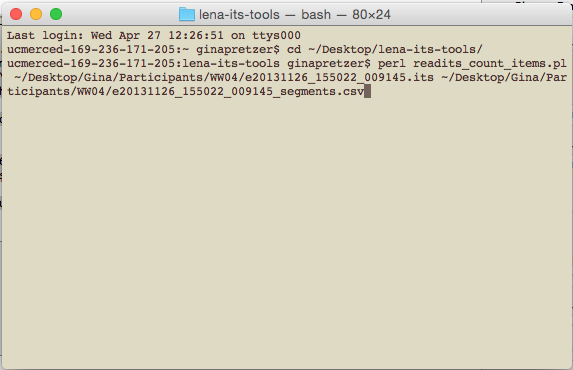 lena-its-tools — bash — 80×24
Last login: Wed Apr 27 12:26:51 on ttys000
ucmerced-169-236-171-205:~ ginapretzer$ cd ~/Desktop/lena-its-tools/
ucmerced-169-236-171-205:lena-its-tools ginapretzer$ perl readits_count_items.pl
 ~/Desktop/Gina/Participants/WW04/e20131126_155022_009145.its ~/Desktop/Gina/Par
ticipants/WW04/e20131126_155022_009145_segments.csv